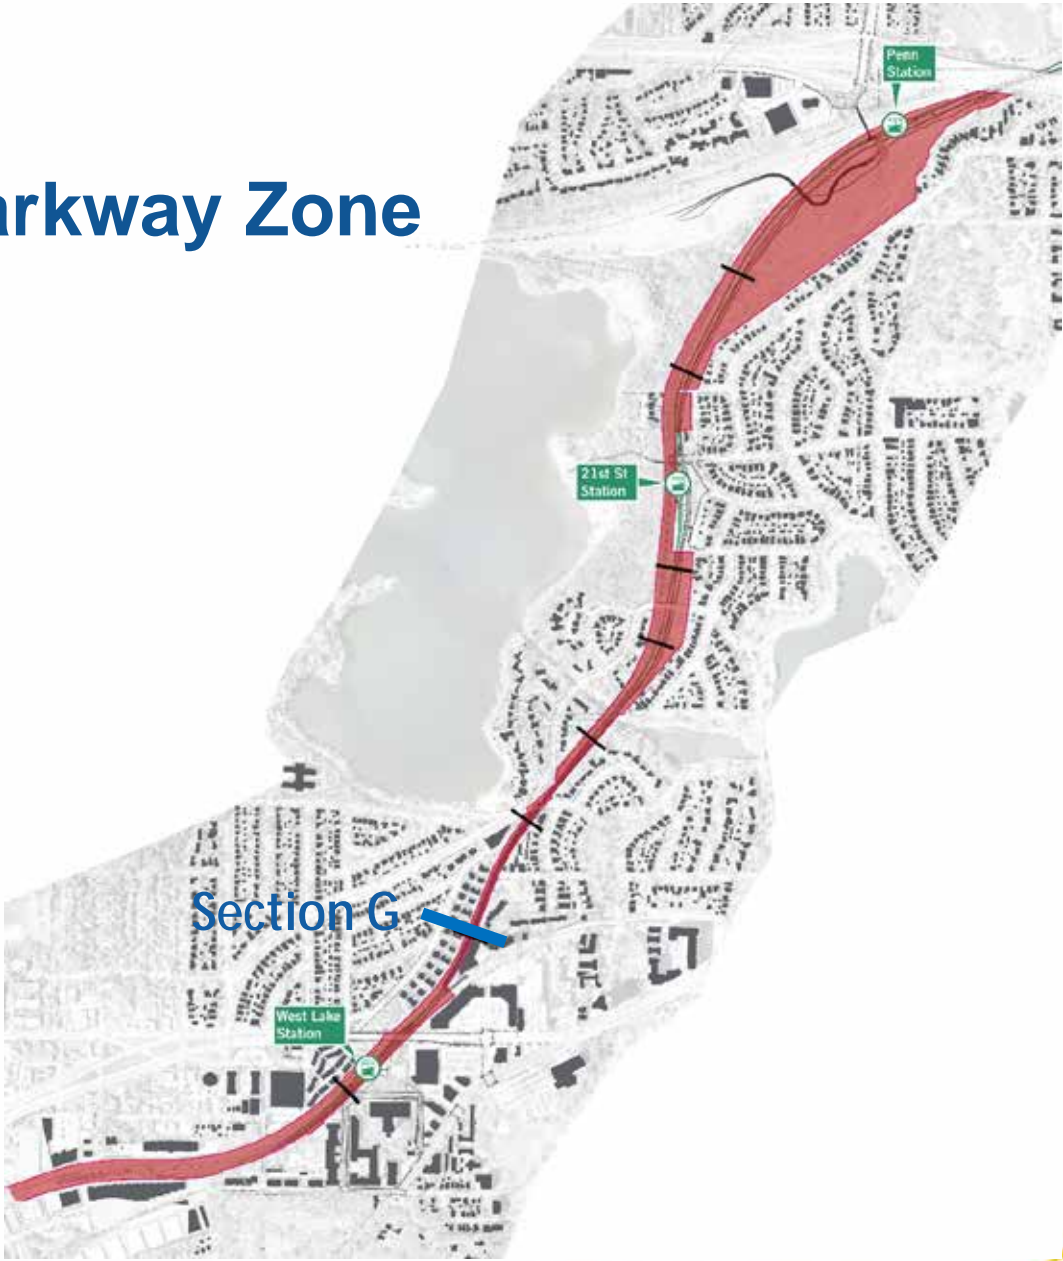 Penn
Station
arkway Zone
21st St
Station
Section G
West Lake
Station